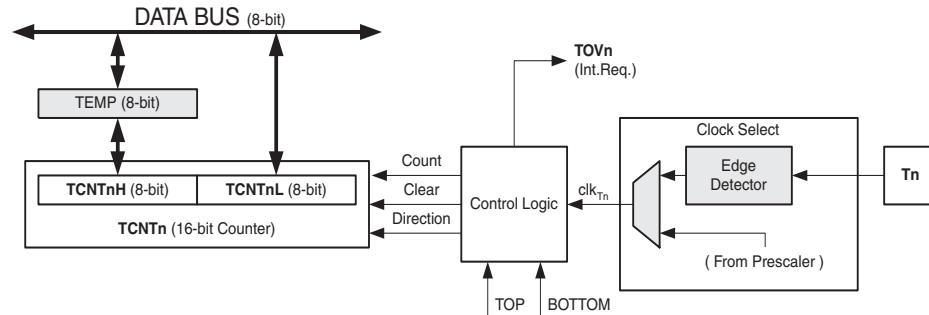 DATA BUS (8-bit)
TEMP (8-bit)
TCNTnH (8-bit) TCNTnL (8-bit)
TCNTn (16-bit Counter)
Count
Clear
Direction
Control Logic
TOVn
(Int.Req.)
TOP
BOTTOM
clkTn
Clock Select
Edge
Detector
( From Prescaler )
Tn